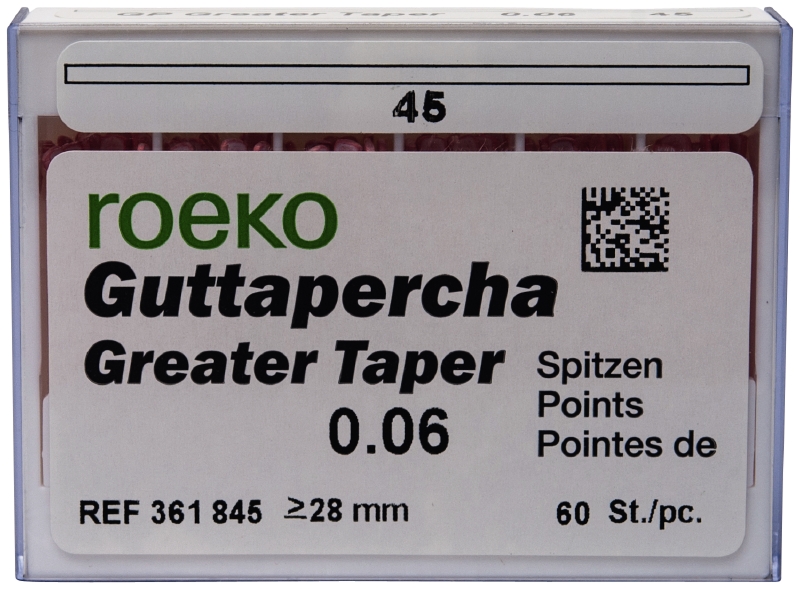 GP Greater Taper 0.06 45
45
roeko
Guttapercha
Greater Taper
0.06
Spitzen
Points
Pointes de
REF 361 845 ≥28 mm 60 St./pc.